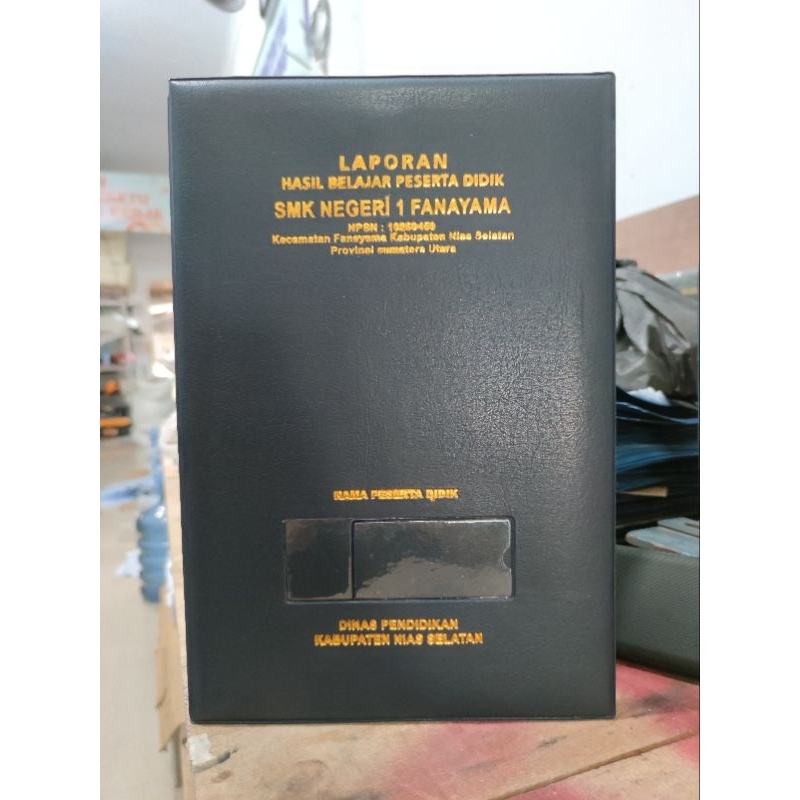 LAPORAN
HASIL BELAJAR PESERTA DIDIK
SMK NEGERI 1 FANAYAMA
NPSN :
Kecamatan Fanayama Kabupaten Nias Selatan
Provinsi sumatera Utara
NAMA PESERTA DIDIK
DINAS PENDIDIKAN
KABUPATEN NIAS SELATAN